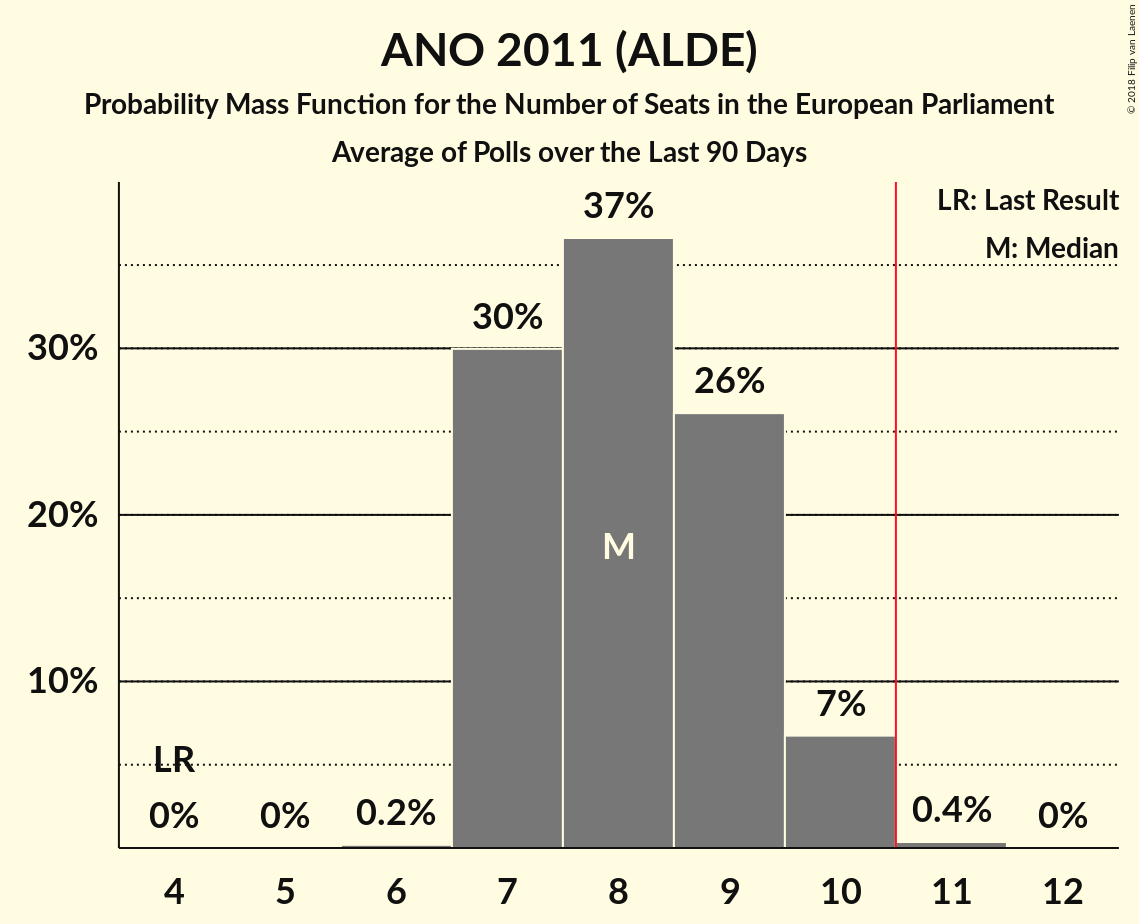 ANO 2011 (ALDE)
Probability Mass Function for the Number of Seats in the European Parliament
Average of Polls over the Last 90 Days
© 2018 Filip van Laenen
LR: Last Result
M: Median
37%
30%
30%
26%
20%
M
10%
7%
LR
0%
0%
0.2%
0.4%
0%
4 5 6 7 8 9 10 11 12